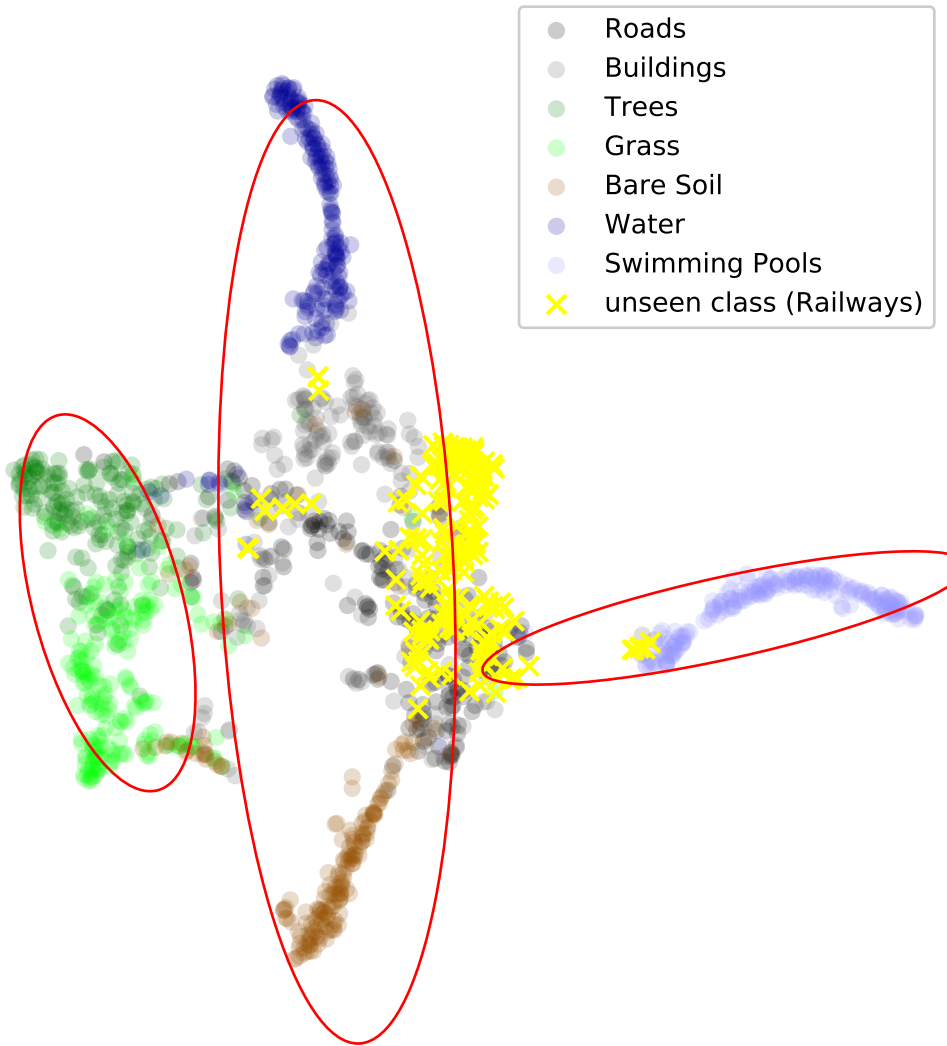 Roads
Buildings
Trees
Grass
Bare Soil
Water
Swimming Pools
unseen class (Railways)